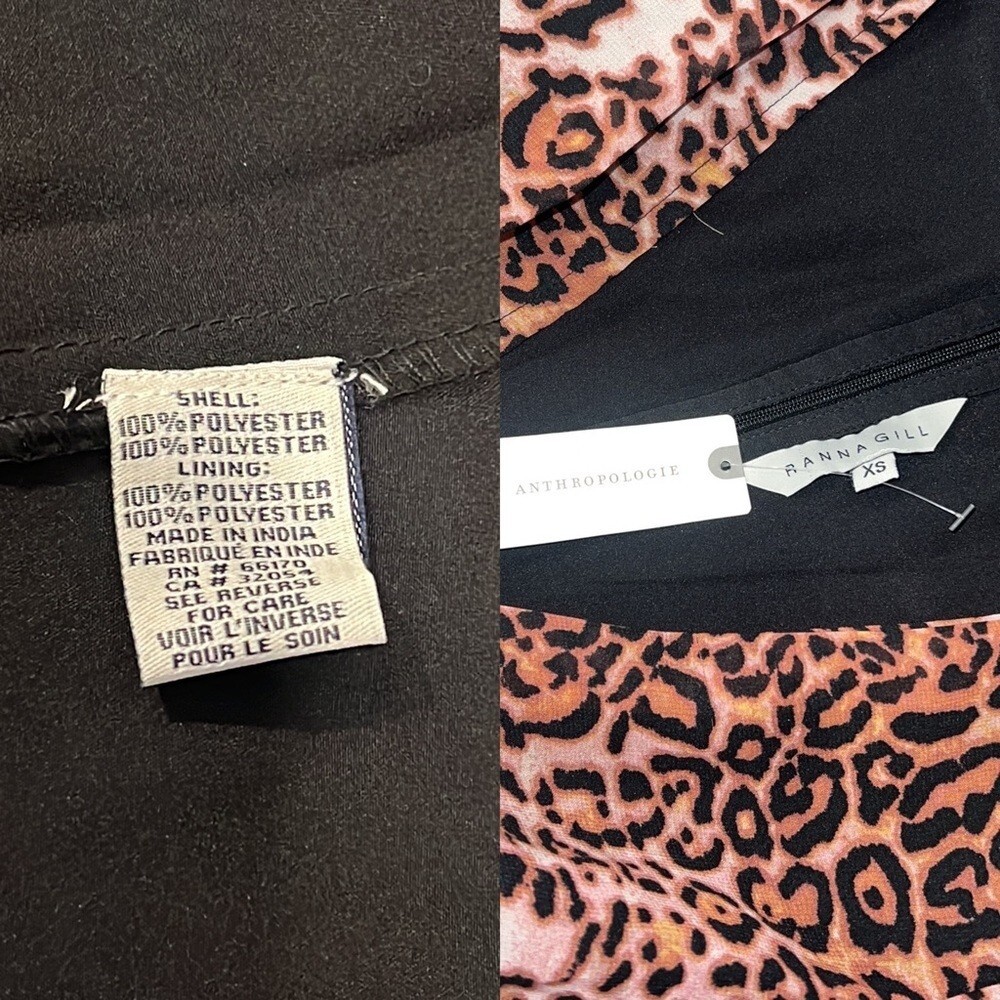 SHELL:
100% POLYESTER
100% POLYESTER
LINING:
100% POLYESTER
100% POLYESTER
MADE IN INDIA
FABRIQUÉ EN INDE
RN # 66170
CA # 32054
SEE REVERSE
FOR CARE
VOIR L'INVERSE
POUR LE SOIN
ANTHROPOLOGIE
RANNA GILL
XS